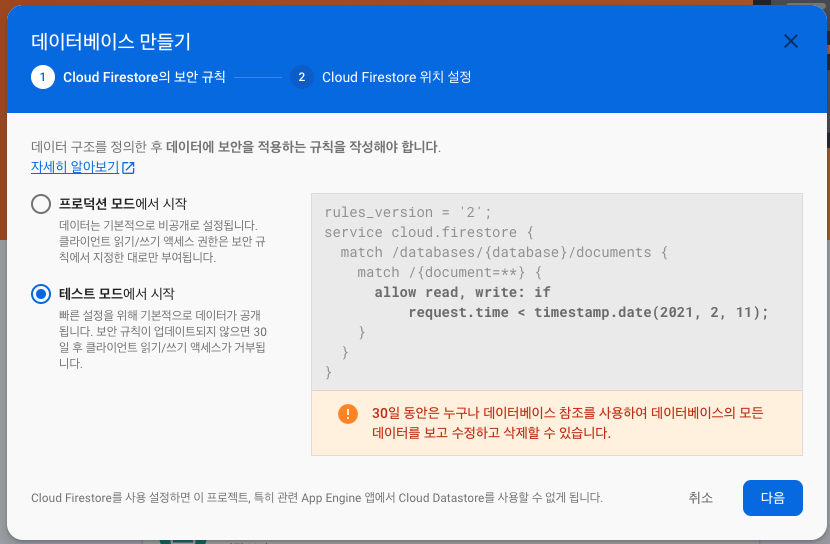 데이터베이스 만들기
1 Cloud Firestore의 보안 규칙
2 Cloud Firestore 위치 설정
데이터 구조를 정의한 후 데이터에 보안을 적용하는 규칙을 작성해야 합니다.
자세히 알아보기
프로덕션 모드에서 시작
데이터는 기본적으로 비공개로 설정됩니다.
클라이언트 읽기/쓰기 액세스 권한은 보안 규
칙에서 지정한 대로만 부여됩니다.
테스트 모드에서 시작
빠른 설정을 위해 기본적으로 데이터가 공개
됩니다. 보안 규칙이 업데이트되지 않으면 30
일 후 클라이언트 읽기/쓰기 액세스가 거부됩
니다.
rules_version = '2';
service cloud.firestore {
match /databases/{database}/documents {
match /{document=**} {
allow read, write: if
request.time < timestamp.date(2021, 2, 11);
}
}
}
30일 동안은 누구나 데이터베이스 참조를 사용하여 데이터베이스의 모든
데이터를 보고 수정하고 삭제할 수 있습니다.
Cloud Firestore를 사용 설정하면 이 프로젝트, 특히 관련 App Engine 앱에서 Cloud Datastore를 사용할 수 없게 됩니다.
취소
다음